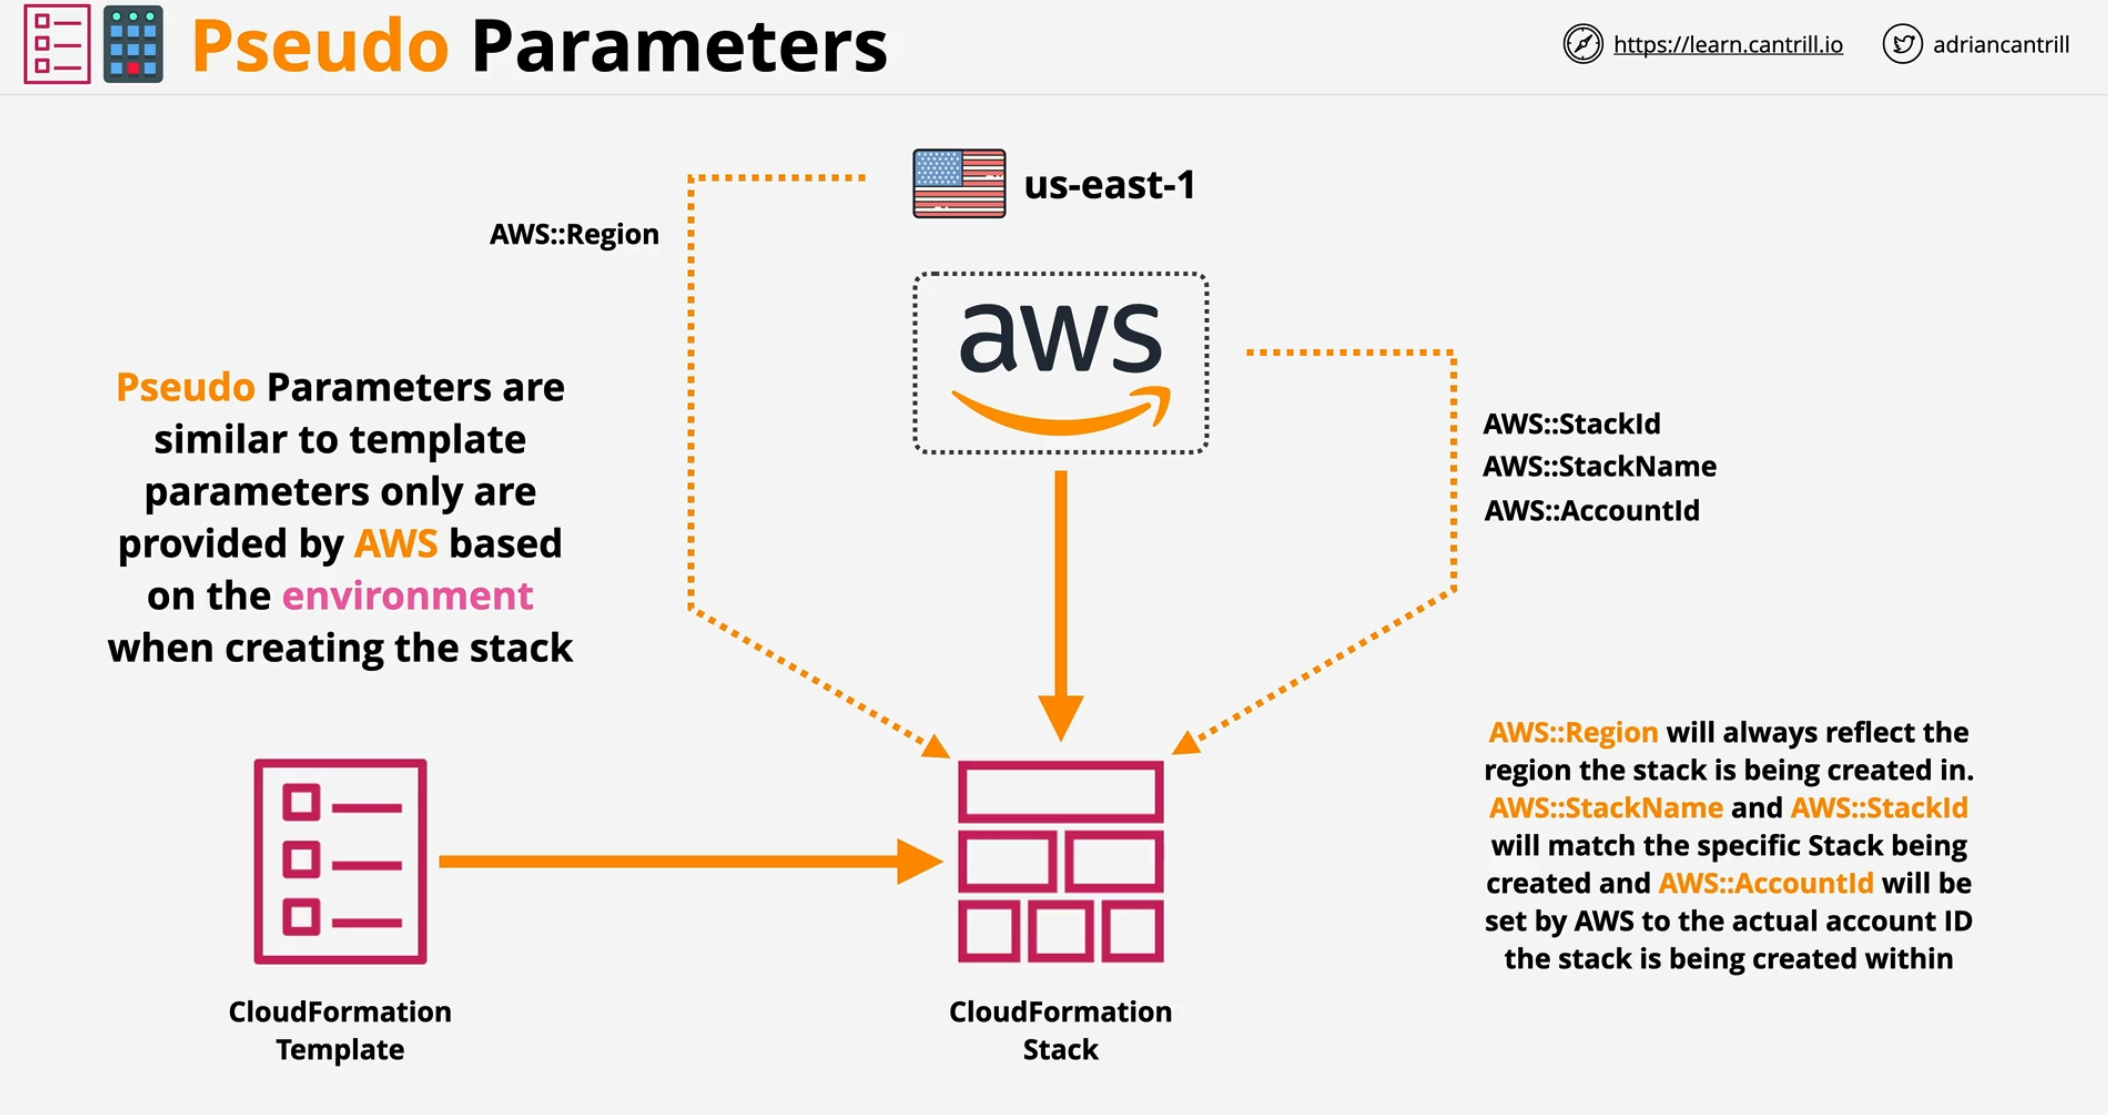 Pseudo Parameters
https://learn.cantrill.io
adriancantrill
us-east-1
AWS::Region
aws
Pseudo Parameters are
similar to template
parameters only are
provided by AWS based
on the environment
when creating the stack
AWS::StackId
AWS::StackName
AWS::AccountId
AWS::Region will always reflect the
region the stack is being created in.
AWS::StackName and AWS::StackId
will match the specific Stack being
created and AWS::AccountId will be
set by AWS to the actual account ID
the stack is being created within
CloudFormation
Template
CloudFormation
Stack